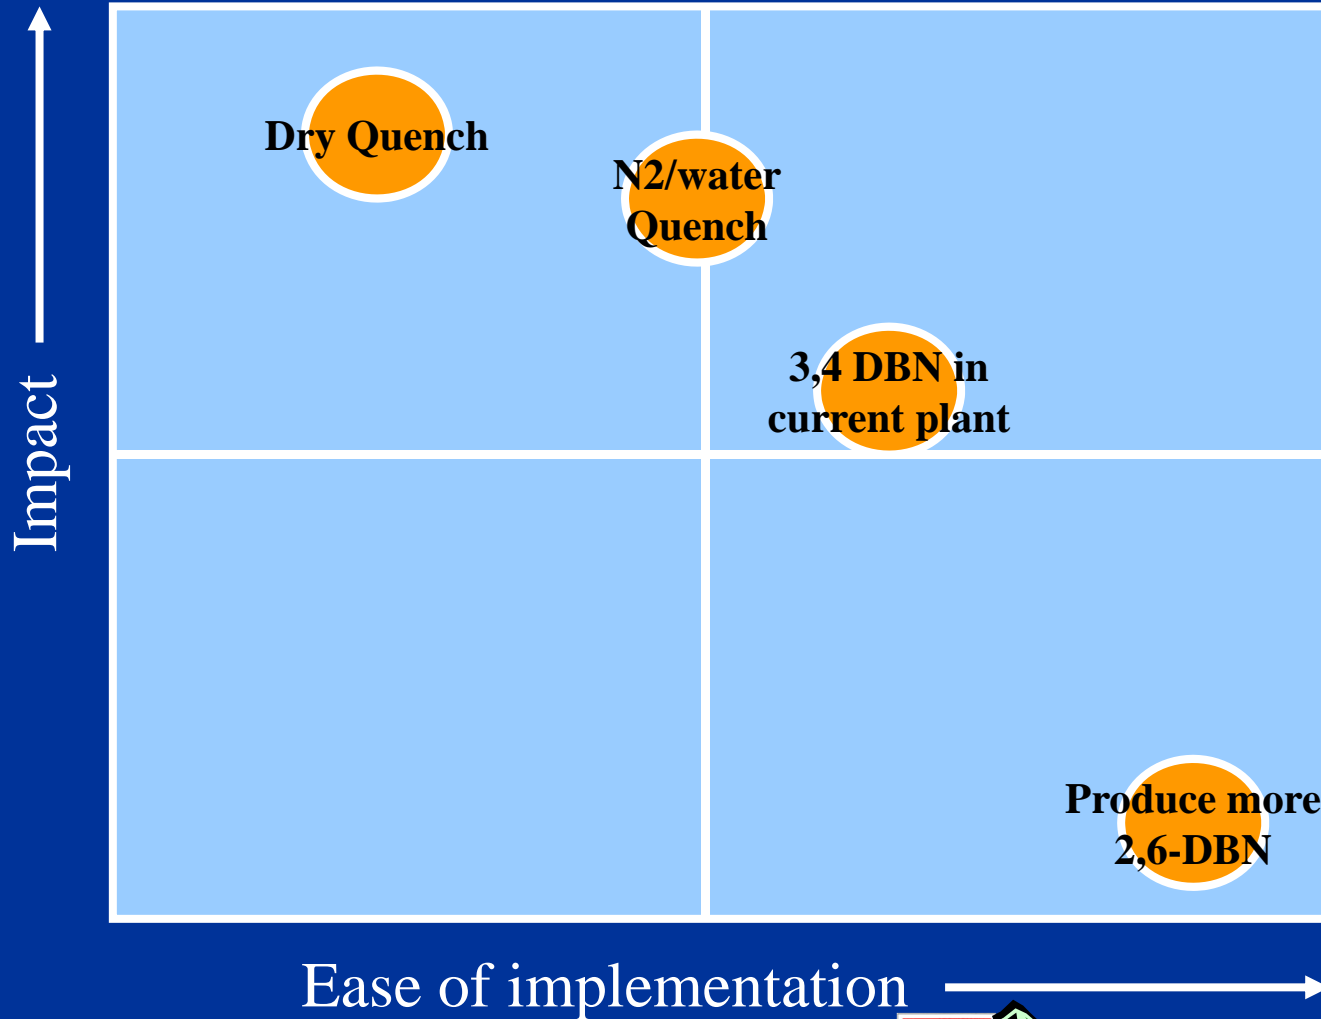 Dry Quench
N2/water
Quench
3,4 DBN in
current plant
Impact
Produce more
2,6-DBN
Ease of implementation